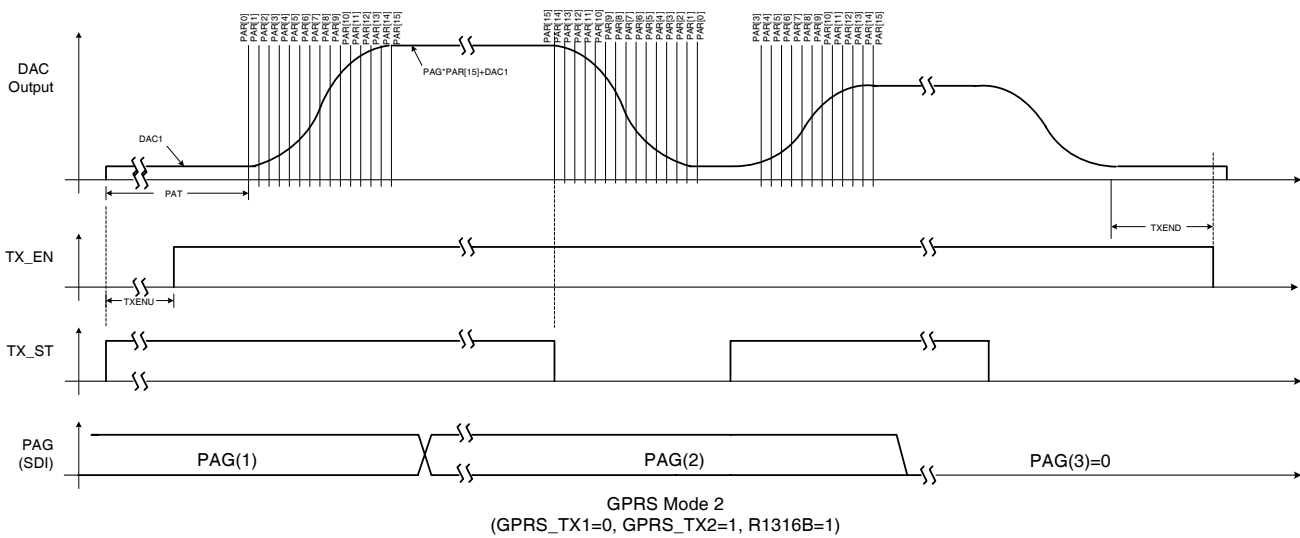 PAR[0]
PAR[1]
PAR[2]
PAR[3]
PAR[4]
PAR[5]
PAR[6]
PAR[7]
PAR[8]
PAR[9]
PAR[10]
PAR[11]
PAR[12]
PAR[13]
PAR[14]
PAR[15]
PAR[15]
PAR[14]
PAR[13]
PAR[12]
PAR[11]
PAR[10]
PAR[9]
PAR[8]
PAR[7]
PAR[6]
PAR[5]
PAR[4]
PAR[3]
PAR[2]
PAR[1]
PAR[0]
PAR[3]
PAR[4]
PAR[5]
PAR[6]
PAR[7]
PAR[8]
PAR[9]
PAR[10]
PAR[11]
PAR[12]
PAR[13]
PAR[14]
PAR[15]
DAC
Output
PAG*PAR[15]+DAC1
DAC1
PAT
TXEND
TX_EN
TXENU
TX_ST
PAG
(SDI)
PAG(1)
PAG(2)
PAG(3)=0
GPRS Mode 2
(GPRS_TX1=0, GPRS_TX2=1, R1316B=1)